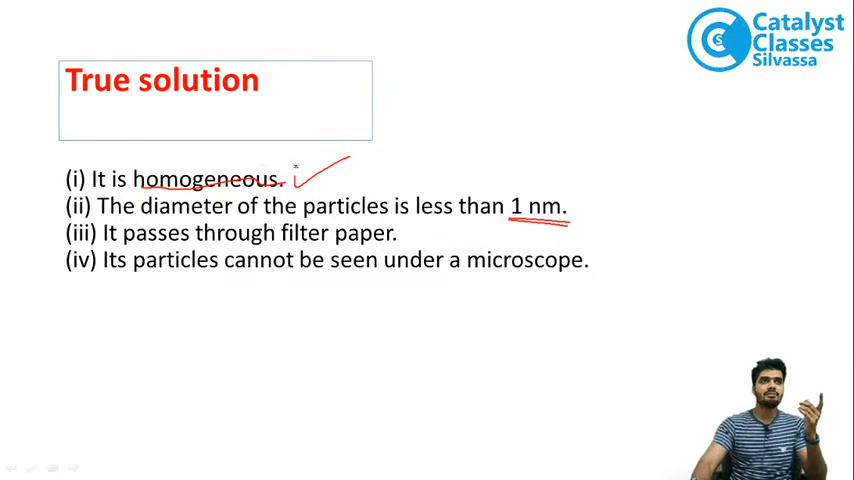 Catalyst
Classes
Silvassa
True solution
(i) It is homogeneous.
(ii) The diameter of the particles is less than 1 nm.
(iii) It passes through filter paper.
(iv) Its particles cannot be seen under a microscope.